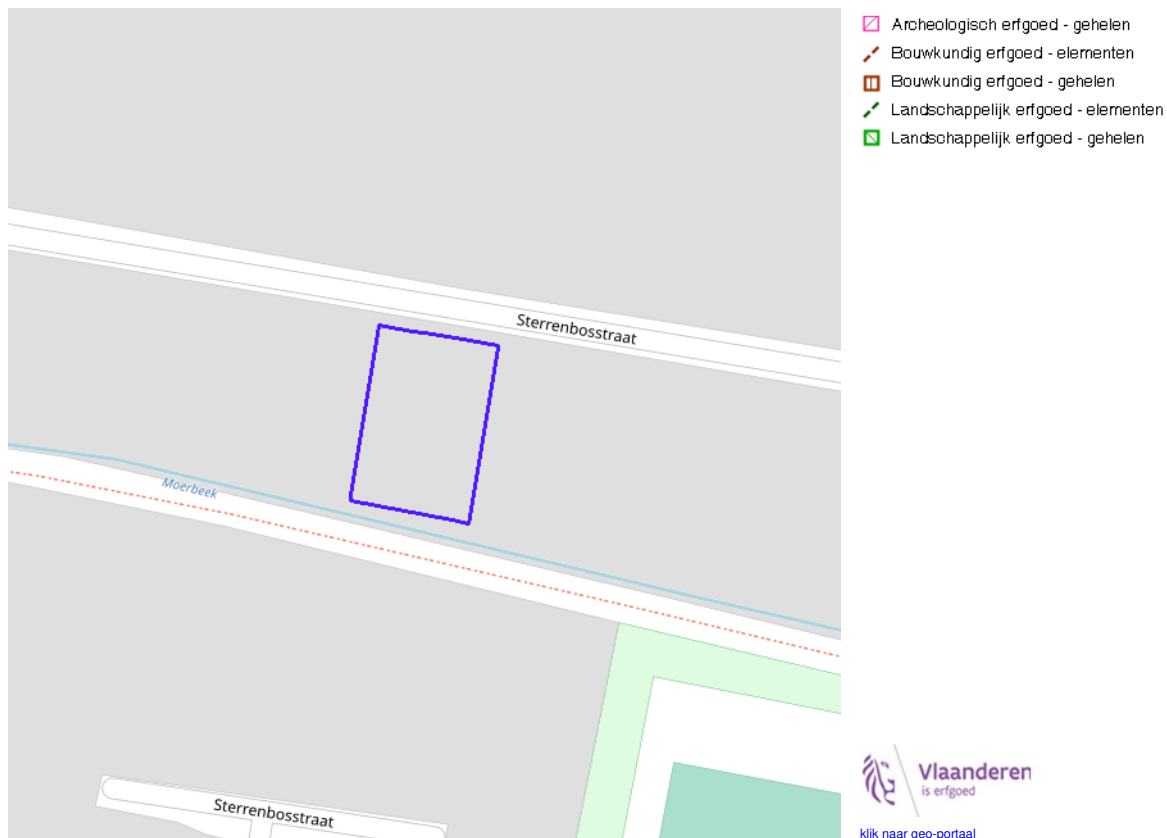 Archeologisch erfgoed - gehelen
Bouwkundig erfgoed - elementen
Bouwkundig erfgoed - gehelen
Landschappelijk erfgoed - elementen
Landschappelijk erfgoed - gehelen
Sterrenbosstraat
Moerbeek
Sterrenbosstraat
Vlaanderen
is erfgoed
klik naar geo-portaal